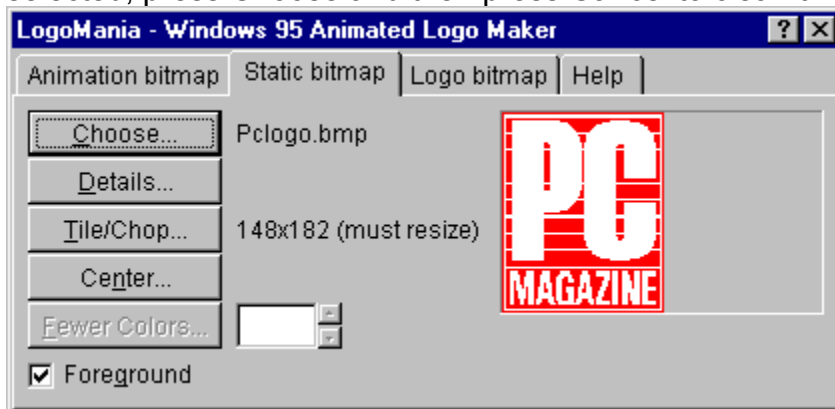 LogoMania - Windows 95 Animated Logo Maker
Animation bitmap Static bitmap Logo bitmap Help
Choose... Pclogo.bmp
Details...
Tile/Chop... 148x182 (must resize)
Center...
Fewer Colors...
Foreground
PC
MAGAZINE